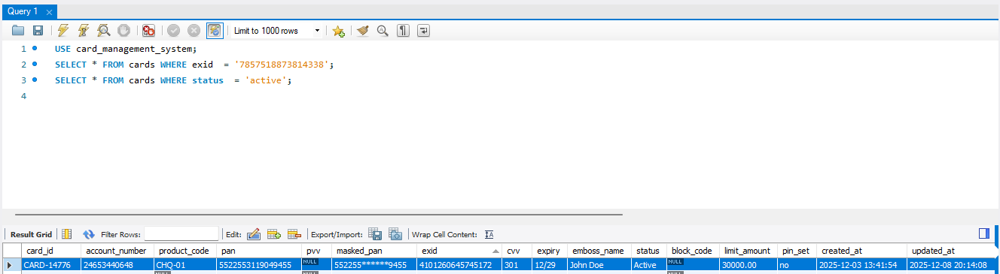 Query 1
Limit to 1000 rows
1 USE card_management_system;
2 SELECT * FROM cards WHERE exid  = '7857518873814338';
3 SELECT * FROM cards WHERE status  = 'active';
4
Result Grid Filter Rows: Edit: Export/Import: Wrap Cell Content:
card_id account_number product_code pan pvv masked_pan exid cvv expiry emboss_name status block_code limit_amount pin_set created_at updated_at
CARD-14776 24653440648 CHQ-01 5522553119049455 NULL 552255******9455 4101260645745172 301 12/29 John Doe Active NULL 30000.00 no 2025-12-03 13:41:54 2025-12-08 20:14:08
NULL NULL NULL